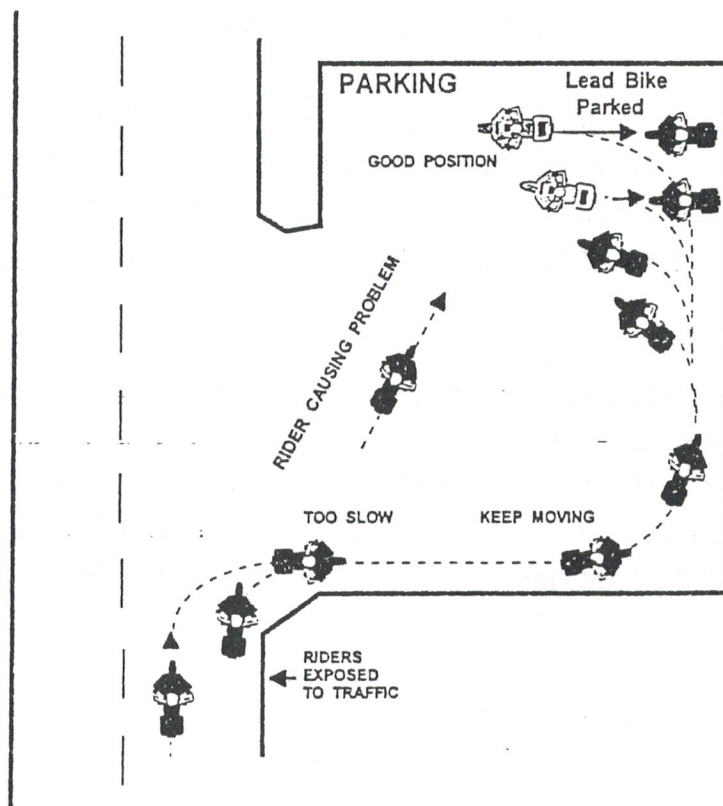 PARKING
Lead Bike
Parked
GOOD POSITION
RIDER CAUSING PROBLEM
TOO SLOW
KEEP MOVING
RIDERS
EXPOSED
TO TRAFFIC